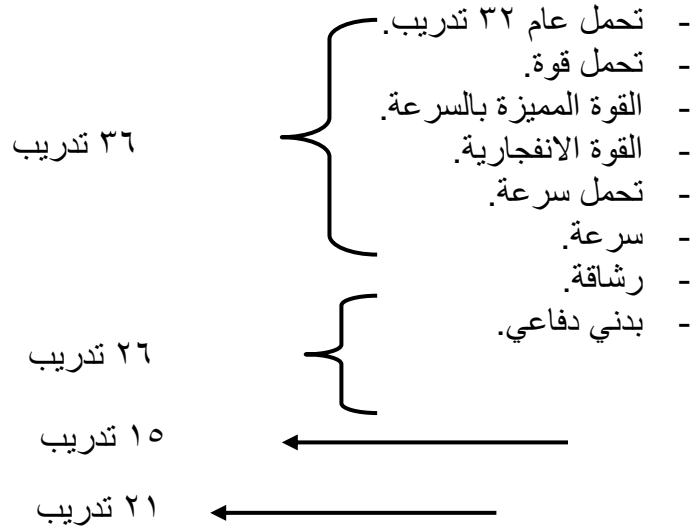 - تحمل عام ٣٢ تدريب.
- تحمل قوة.
- القوة المميزة بالسرعة.
- القوة الانفجارية.
- تحمل سرعة.
- سرعة.
- رشاقة.
- بدني دفاعي.
٣٦ تدريب
٢٦ تدريب
١٥ تدريب
٢١ تدريب